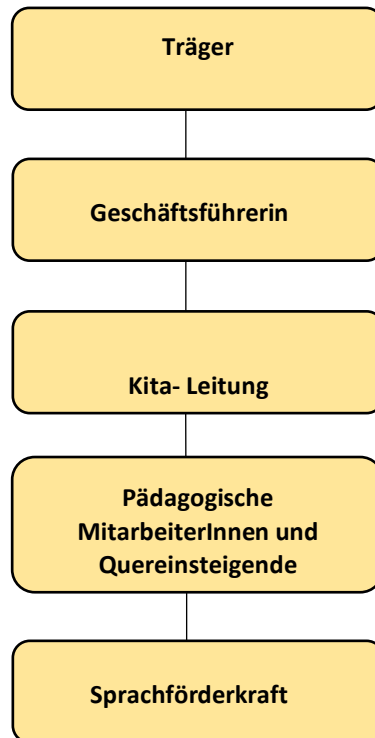 Träger
Geschäftsführerin
Kita- Leitung
Pädagogische
MitarbeiterInnen und
Quereinsteigende
Sprachförderkraft